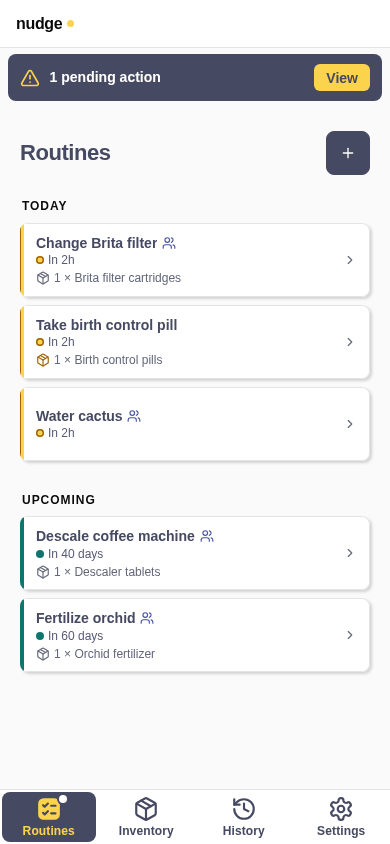 nudge
1 pending action
View
Routines
+
TODAY
Change Brita filter
In 2h
1 × Brita filter cartridges
Take birth control pill
In 2h
1 × Birth control pills
Water cactus
In 2h
UPCOMING
Descale coffee machine
In 40 days
1 × Descaler tablets
Fertilize orchid
In 60 days
1 × Orchid fertilizer
Routines
Inventory
History
Settings